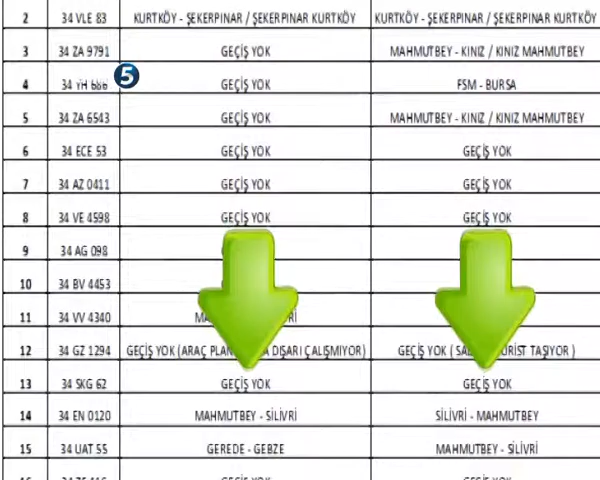 2 34 VLE 83 KURTKÖY - ŞEKERPINAR / ŞEKERPINAR KURTKÖY KURTKÖY - ŞEKERPINAR / ŞEKERPINAR KURTKÖY
3 34 ZA 9791 GEÇİŞ YOK MAHMUTBEY - KINIZ / KINIZ MAHMUTBEY
4 34 YH 686 5 GEÇİŞ YOK FSM - BURSA
5 34 ZA 6543 GEÇİŞ YOK MAHMUTBEY - KINIZ / KINIZ MAHMUTBEY
6 34 ECE 53 GEÇİŞ YOK GEÇİŞ YOK
7 34 AZ 0411 GEÇİŞ YOK GEÇİŞ YOK
8 34 VE 4598 GEÇİŞ YOK GEÇİŞ YOK
9 34 AG 098
10 34 BV 4453
11 34 VV 4340
12 34 GZ 1294 GEÇİŞ YOK (ARAÇ DIŞARI ÇALIŞMIYOR) GEÇİŞ YOK ( TAŞIYOR )
13 34 SKG 62 GEÇİŞ YOK GEÇİŞ YOK
14 34 EN 0120 MAHMUTBEY - SİLİVRİ SİLİVRİ - MAHMUTBEY
15 34 UAT 55 GEREDE - GEBZE MAHMUTBEY - SİLİVRİ